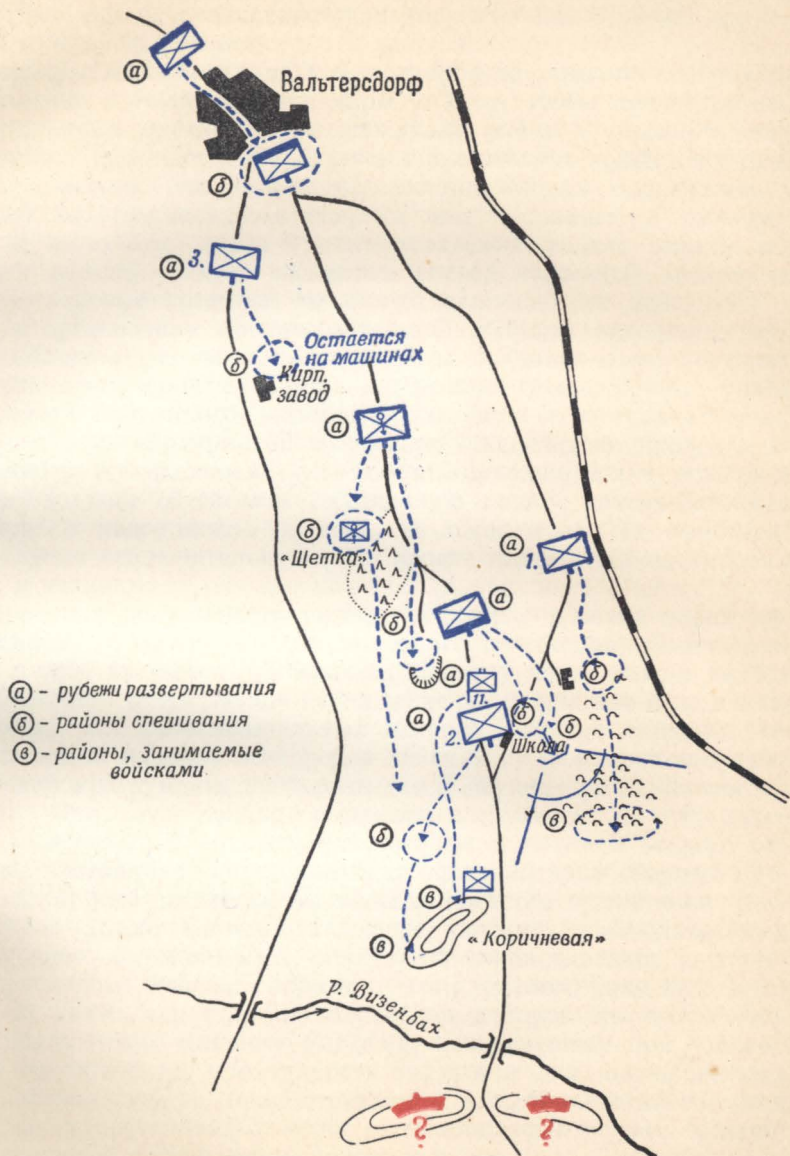 а
Вальтерсдорф
б
а
3.
Остается
на машинах
б
Кирп.
завод
а
б
«Щетка»
а
1.
а
б
а
б
а - рубежи развертывания
б - районы спешивания
в - районы, занимаемые
войсками
11.
а
б
2.
Школа
б
в
б
в
«Коричневая»
в
р. Визенбах
?
?